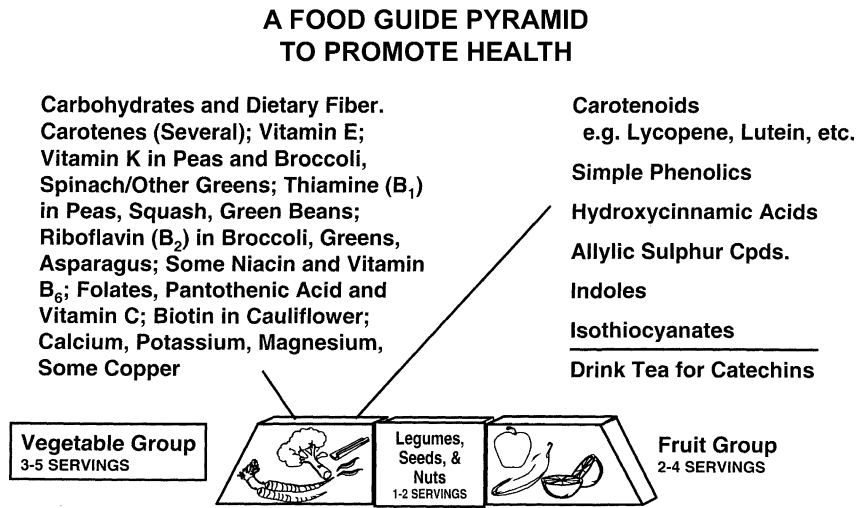 A FOOD GUIDE PYRAMID
TO PROMOTE HEALTH
Carbohydrates and Dietary Fiber.
Carotenes (Several); Vitamin E;
Vitamin K in Peas and Broccoli,
Spinach/Other Greens; Thiamine (B1)
in Peas, Squash, Green Beans;
Riboflavin (B2) in Broccoli, Greens,
Asparagus; Some Niacin and Vitamin
B6; Folates, Pantothenic Acid and
Vitamin C; Biotin in Cauliflower;
Calcium, Potassium, Magnesium,
Some Copper
Carotenoids
e.g. Lycopene, Lutein, etc.
Simple Phenolics
Hydroxycinnamic Acids
Allylic Sulphur Cpds.
Indoles
Isothiocyanates
Drink Tea for Catechins
Vegetable Group
3-5 SERVINGS
Legumes,
Seeds, &
Nuts
1-2 SERVINGS
Fruit Group
2-4 SERVINGS